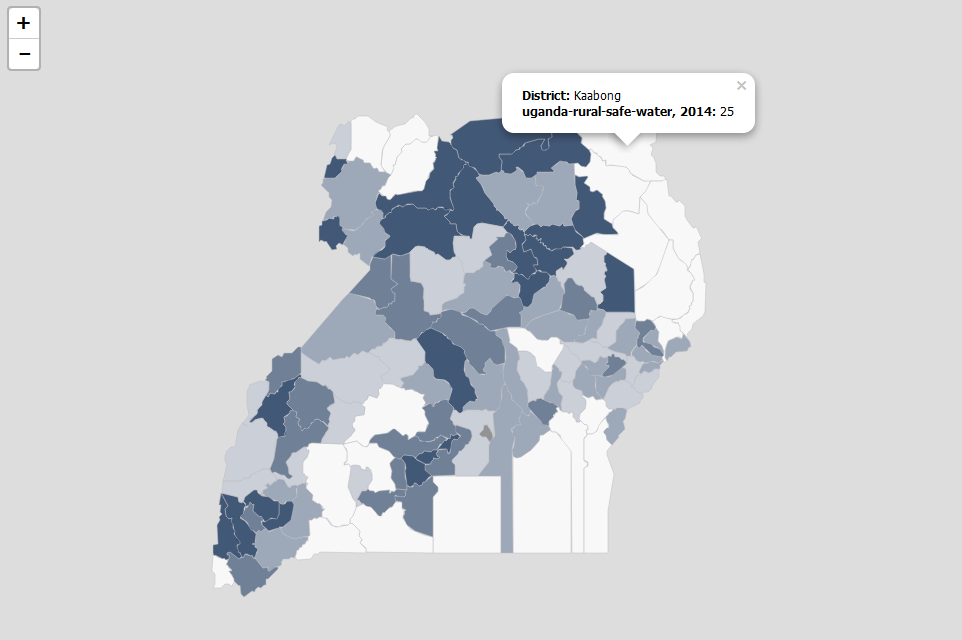 +
−
×
District: Kaabong
uganda-rural-safe-water, 2014: 25